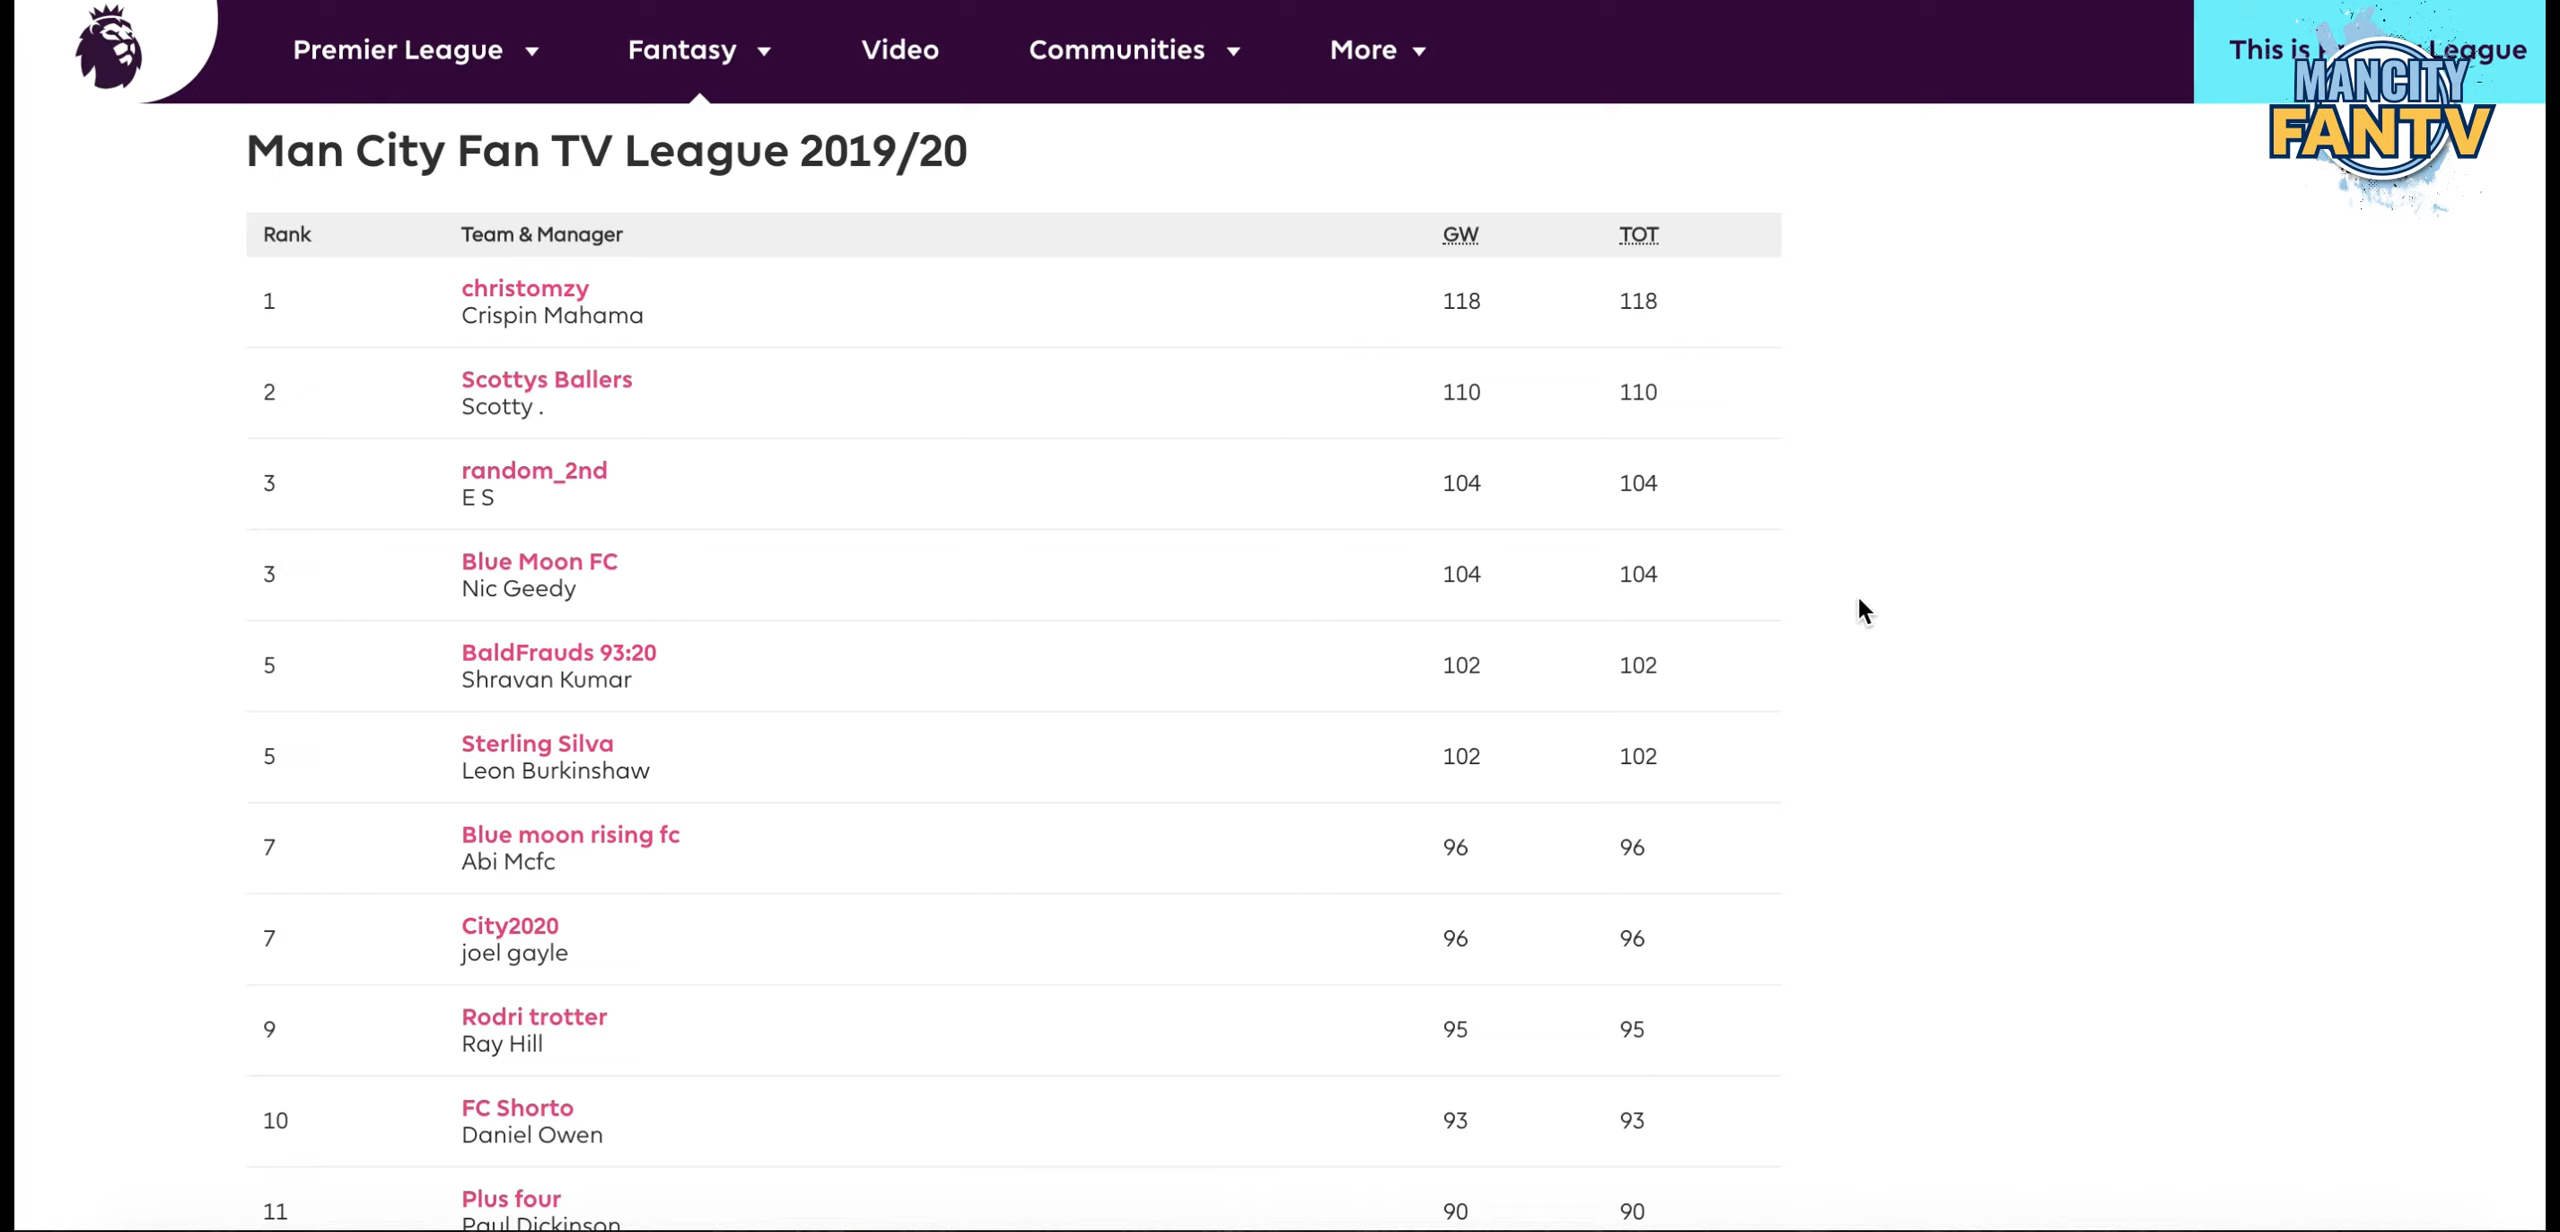 Premier League
Fantasy
Video
Communities
More
This is
League
MANCITY
FANTV
Man City Fan TV League 2019/20
Rank Team & Manager GW TOT
1 christomzy 118 118
Crispin Mahama
2 Scottys Ballers 110 110
Scotty .
3 random_2nd 104 104
E S
3 Blue Moon FC 104 104
Nic Geedy
5 BaldFrauds 93:20 102 102
Shravan Kumar
5 Sterling Silva 102 102
Leon Burkinshaw
7 Blue moon rising fc 96 96
Abi Mcfc
7 City2020 96 96
joel gayle
9 Rodri trotter 95 95
Ray Hill
10 FC Shorto 93 93
Daniel Owen
11 Plus four 90 90
Paul Dickinson